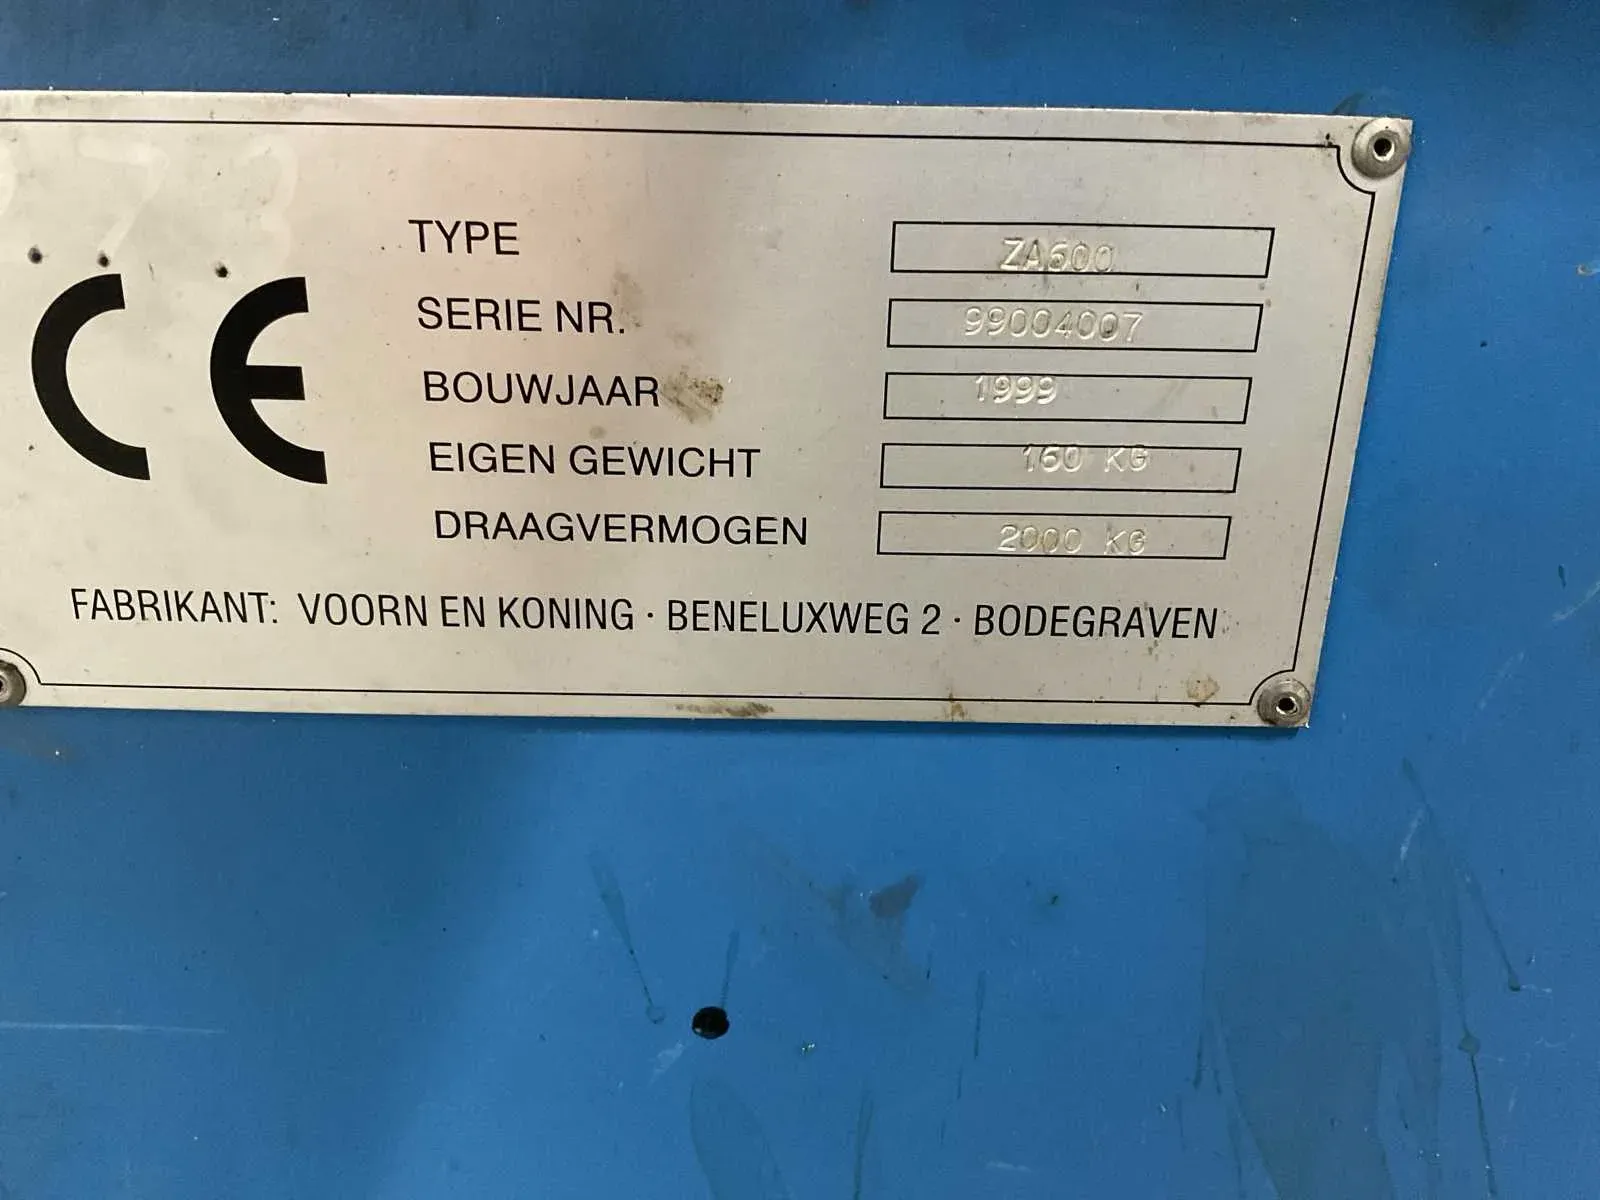 TYPE ZA600
SERIE NR. 99004007
BOUWJAAR 1999
EIGEN GEWICHT 160 KG
DRAAGVERMOGEN 2000 KG
CE
FABRIKANT: VOORN EN KONING · BENELUXWEG 2 · BODEGRAVEN